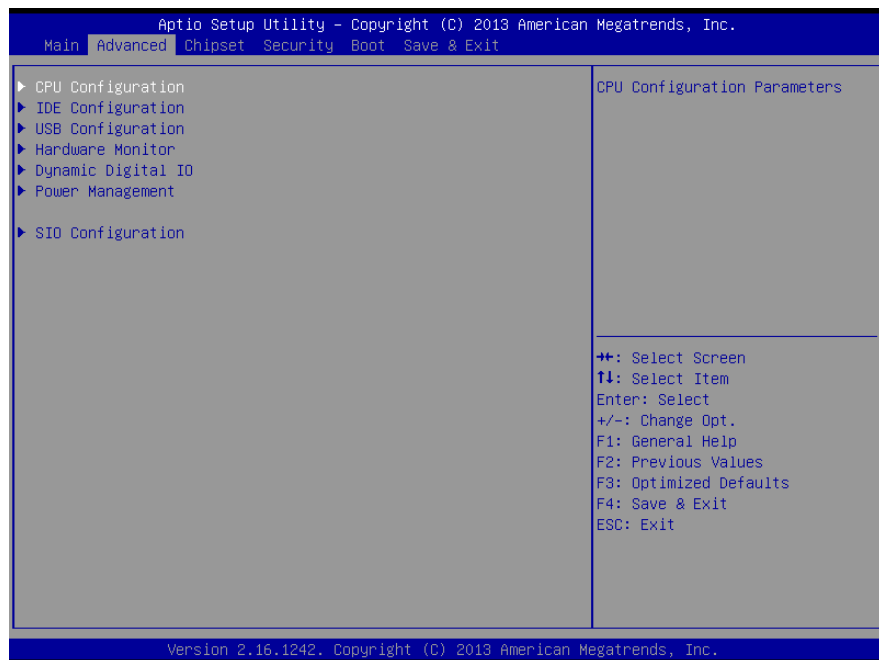 Aptio Setup Utility – Copyright (C) 2013 American Megatrends, Inc.
Main Advanced Chipset Security Boot Save & Exit
▶ CPU Configuration
▶ IDE Configuration
▶ USB Configuration
▶ Hardware Monitor
▶ Dynamic Digital IO
▶ Power Management
▶ SIO Configuration
CPU Configuration Parameters
→←: Select Screen
↑↓: Select Item
Enter: Select
+/-: Change Opt.
F1: General Help
F2: Previous Values
F3: Optimized Defaults
F4: Save & Exit
ESC: Exit
Version 2.16.1242. Copyright (C) 2013 American Megatrends, Inc.